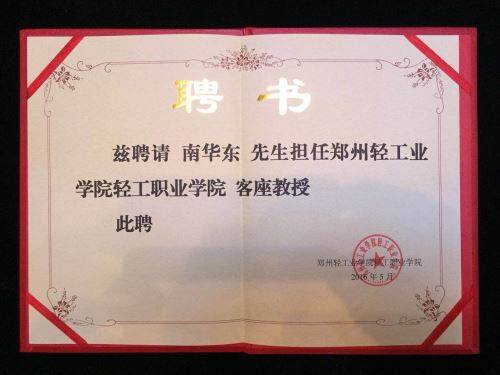 聘书
兹聘请 南华东 先生担任郑州轻工业
学院轻工职业学院 客座教授
此聘
郑州轻工业学院轻工职业学院
2016年5月